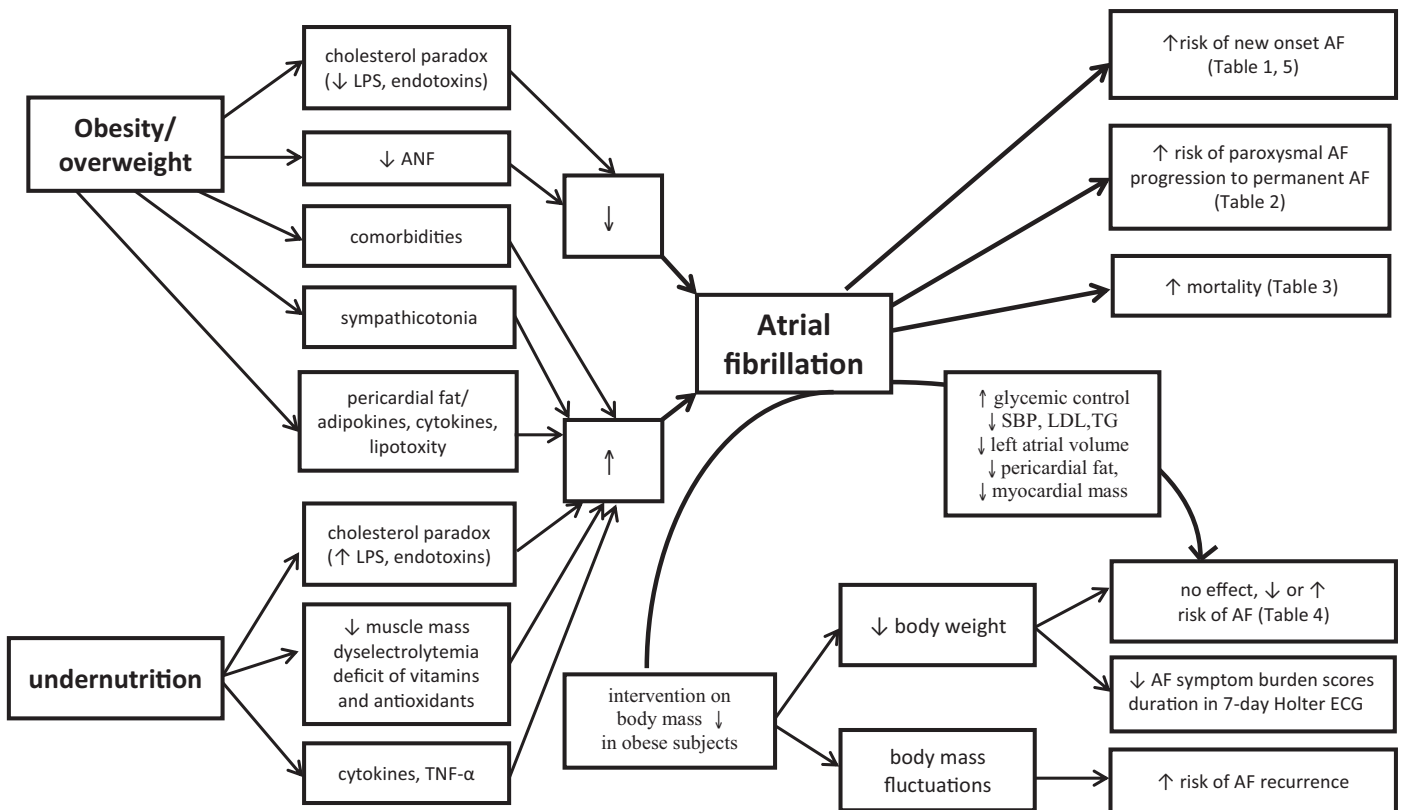 Obesity/
overweight
cholesterol paradox
(↓ LPS, endotoxins)
↓ ANF
comorbidities
sympathicotonia
pericardial fat/
adipokines, cytokines,
lipotoxity
undernutrition
cholesterol paradox
(↑ LPS, endotoxins)
↓ muscle mass
dyselectrolytemia
deficit of vitamins
and antioxidants
cytokines, TNF-α
↓
↑
Atrial
fibrillation
↑risk of new onset AF
(Table 1, 5)
↑ risk of paroxysmal AF
progression to permanent AF
(Table 2)
↑ mortality (Table 3)
↑ glycemic control
↓ SBP, LDL,TG
↓ left atrial volume
↓ pericardial fat,
↓ myocardial mass
intervention on
body mass ↓
in obese subjects
↓ body weight
body mass
fluctuations
no effect, ↓ or ↑
risk of AF (Table 4)
↓ AF symptom burden scores
duration in 7-day Holter ECG
↑ risk of AF recurrence